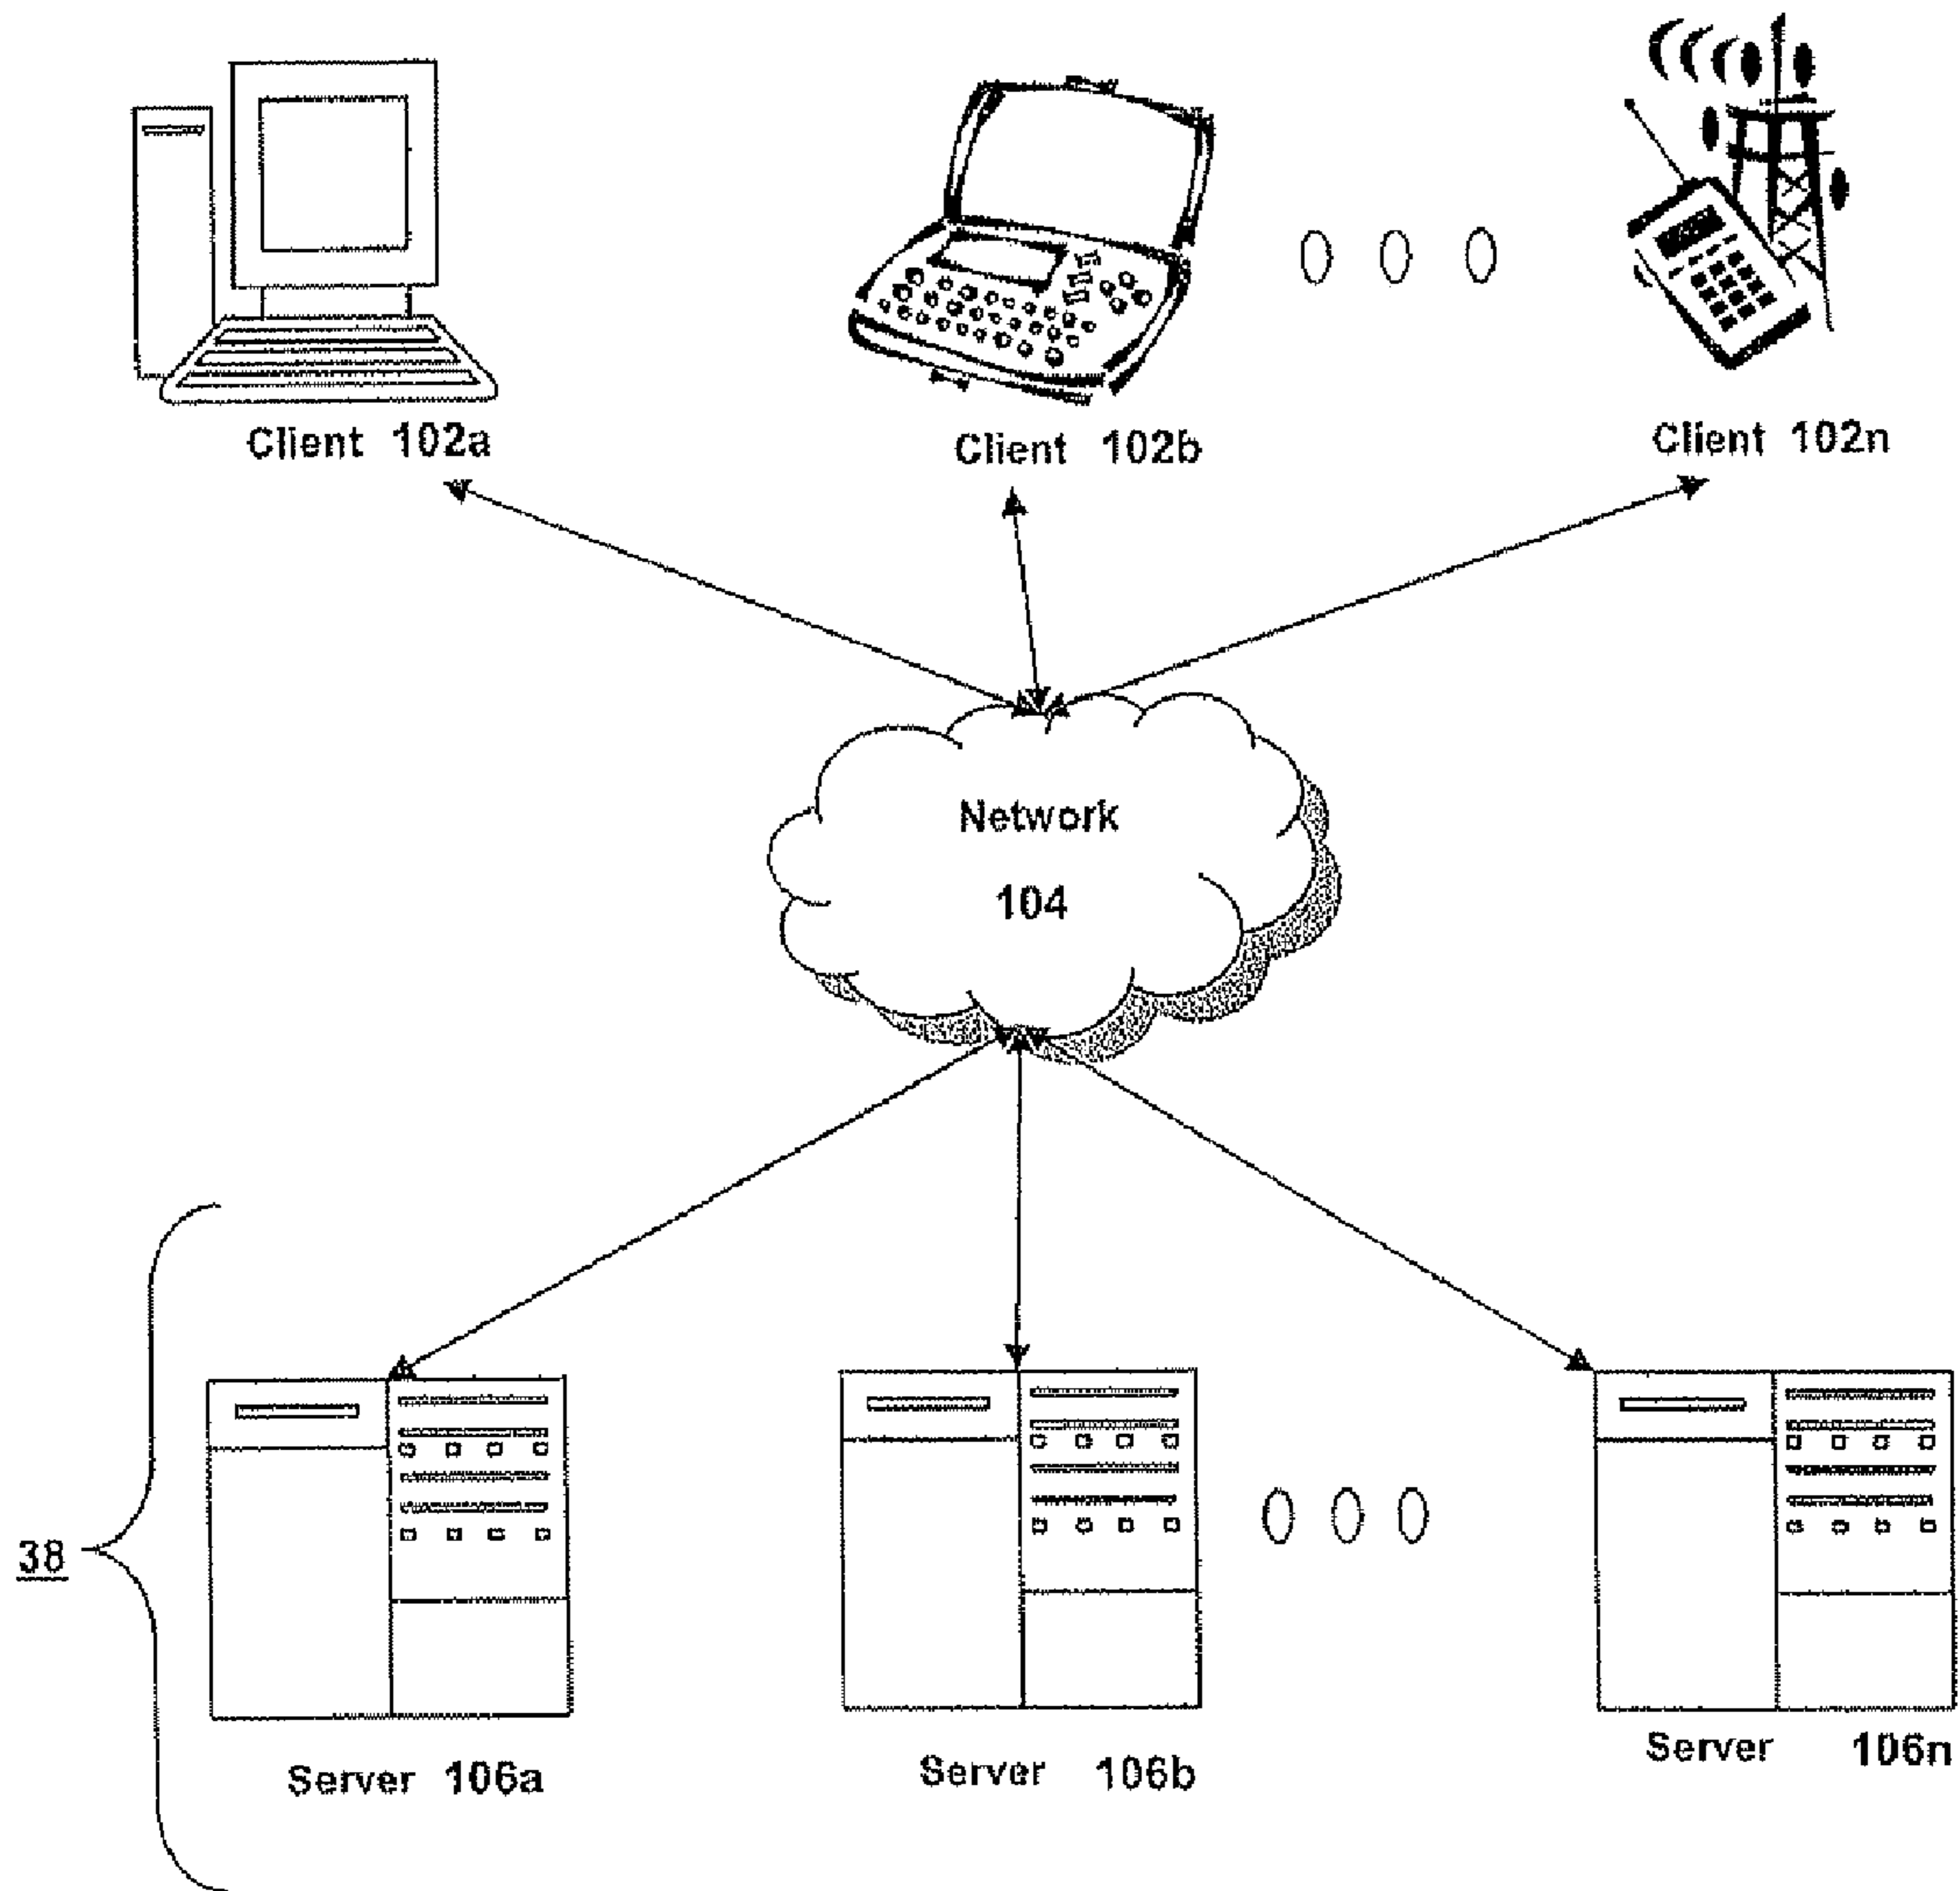 Client 102a
Client 102b
Client 102n
Network
104
38
Server 106a
Server 106b
Server 106n